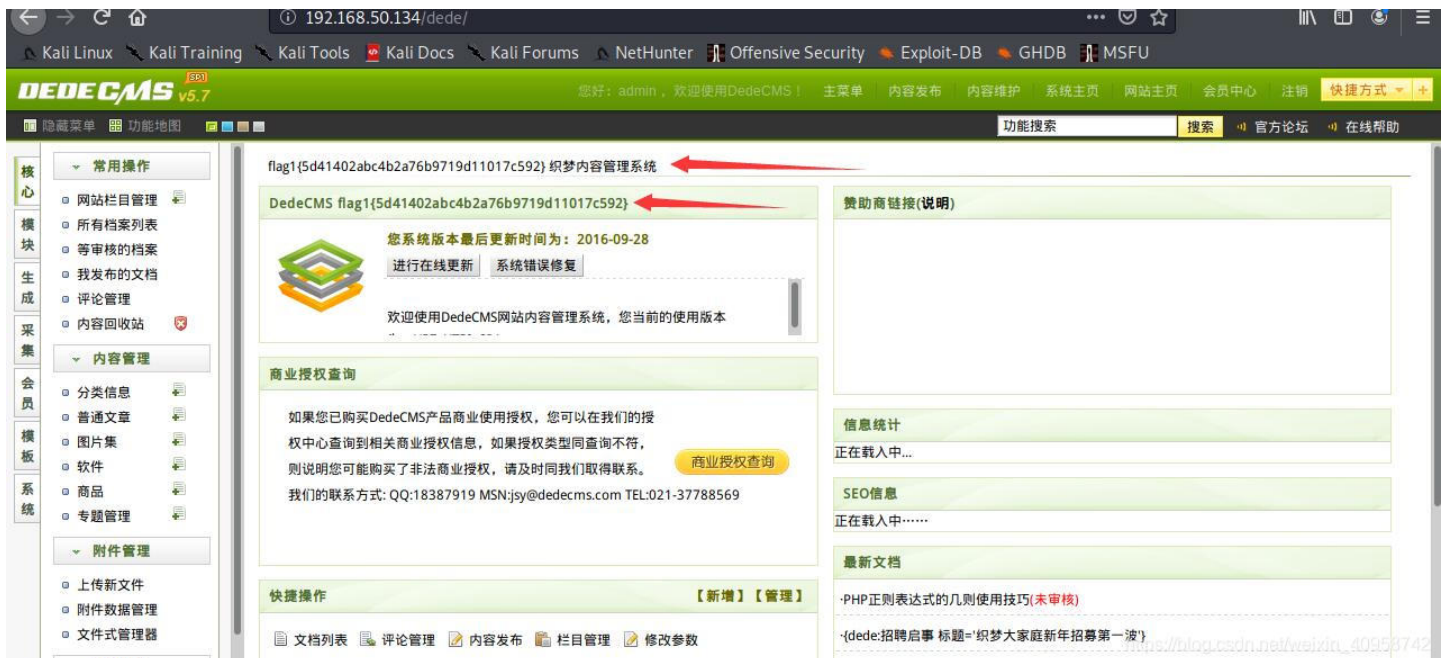 192.168.50.134/dede/
Kali Linux Kali Training Kali Tools Kali Docs Kali Forums NetHunter Offensive Security Exploit-DB GHDB MSFU
DEDECMS v5.7 SP1
您好：admin，欢迎使用DedeCMS！ 主菜单 内容发布 内容维护 系统主页 网站主页 会员中心 注销 快捷方式
隐藏菜单 功能地图 功能搜索 搜索 官方论坛 在线帮助
核心
模块
生成
采集
会员
模板
系统
常用操作
网站栏目管理
所有档案列表
等审核的档案
我发布的文档
评论管理
内容回收站
内容管理
分类信息
普通文章
图片集
软件
商品
专题管理
附件管理
上传新文件
附件数据管理
文件式管理器
flag1{5d41402abc4b2a76b9719d11017c592} 织梦内容管理系统
DedeCMS flag1{5d41402abc4b2a76b9719d11017c592}
您系统版本最后更新时间为：2016-09-28
进行在线更新 系统错误修复
欢迎使用DedeCMS网站内容管理系统，您当前的使用版本
商业授权查询
如果您已购买DedeCMS产品商业使用授权，您可以在我们的授
权中心查询到相关商业授权信息，如果授权类型同查询不符，
则说明您可能购买了非法商业授权，请及时同我们取得联系。
我们的联系方式: QQ:18387919 MSN:jsy@dedecms.com TEL:021-37788569
商业授权查询
快捷操作 【新增】【管理】
文档列表 评论管理 内容发布 栏目管理 修改参数
赞助商链接(说明)
信息统计
正在载入中...
SEO信息
正在载入中……
最新文档
·PHP正则表达式的几则使用技巧(未审核)
·{dede:招聘启事 标题='织梦大家庭新年招募第一波'}
https://blog.csdn.net/weixin_40958742